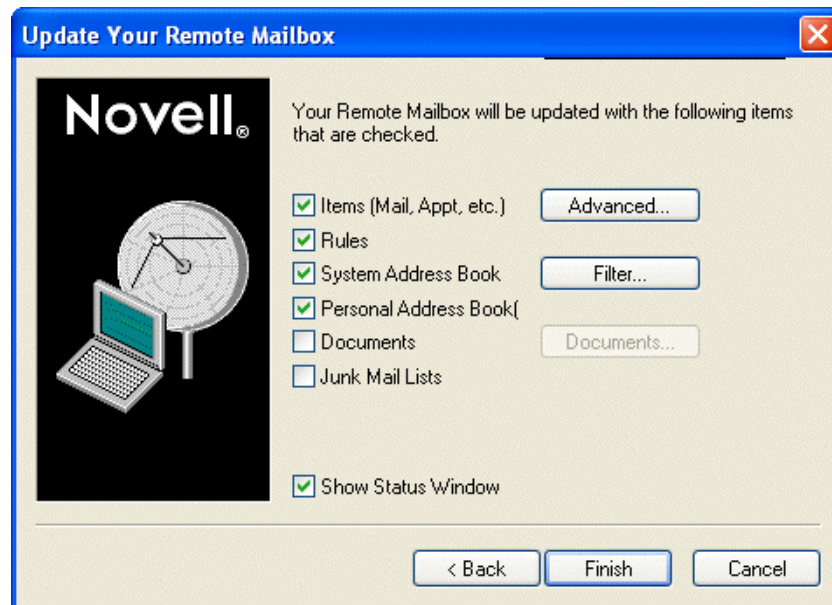 Update Your Remote Mailbox
Novell®
Your Remote Mailbox will be updated with the following items
that are checked.
Items (Mail, Appt, etc.)
Advanced...
Rules
System Address Book
Filter...
Personal Address Book(
Documents
Documents...
Junk Mail Lists
Show Status Window
< Back
Finish
Cancel